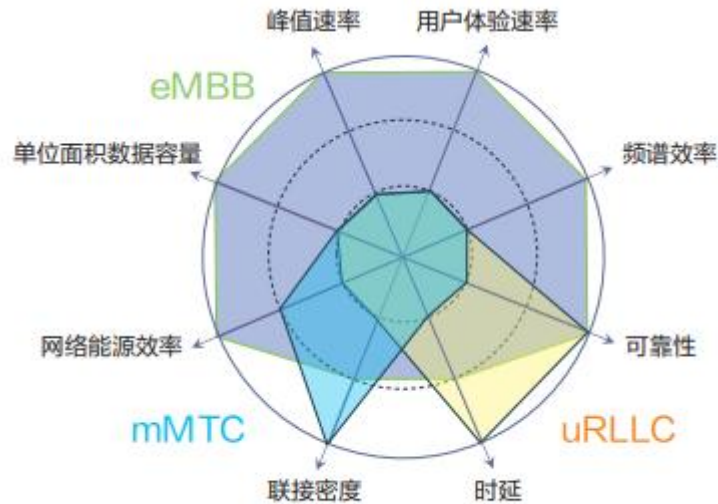 峰值速率
用户体验速率
eMBB
单位面积数据容量
频谱效率
网络能源效率
可靠性
mMTC
uRLLC
联接密度
时延